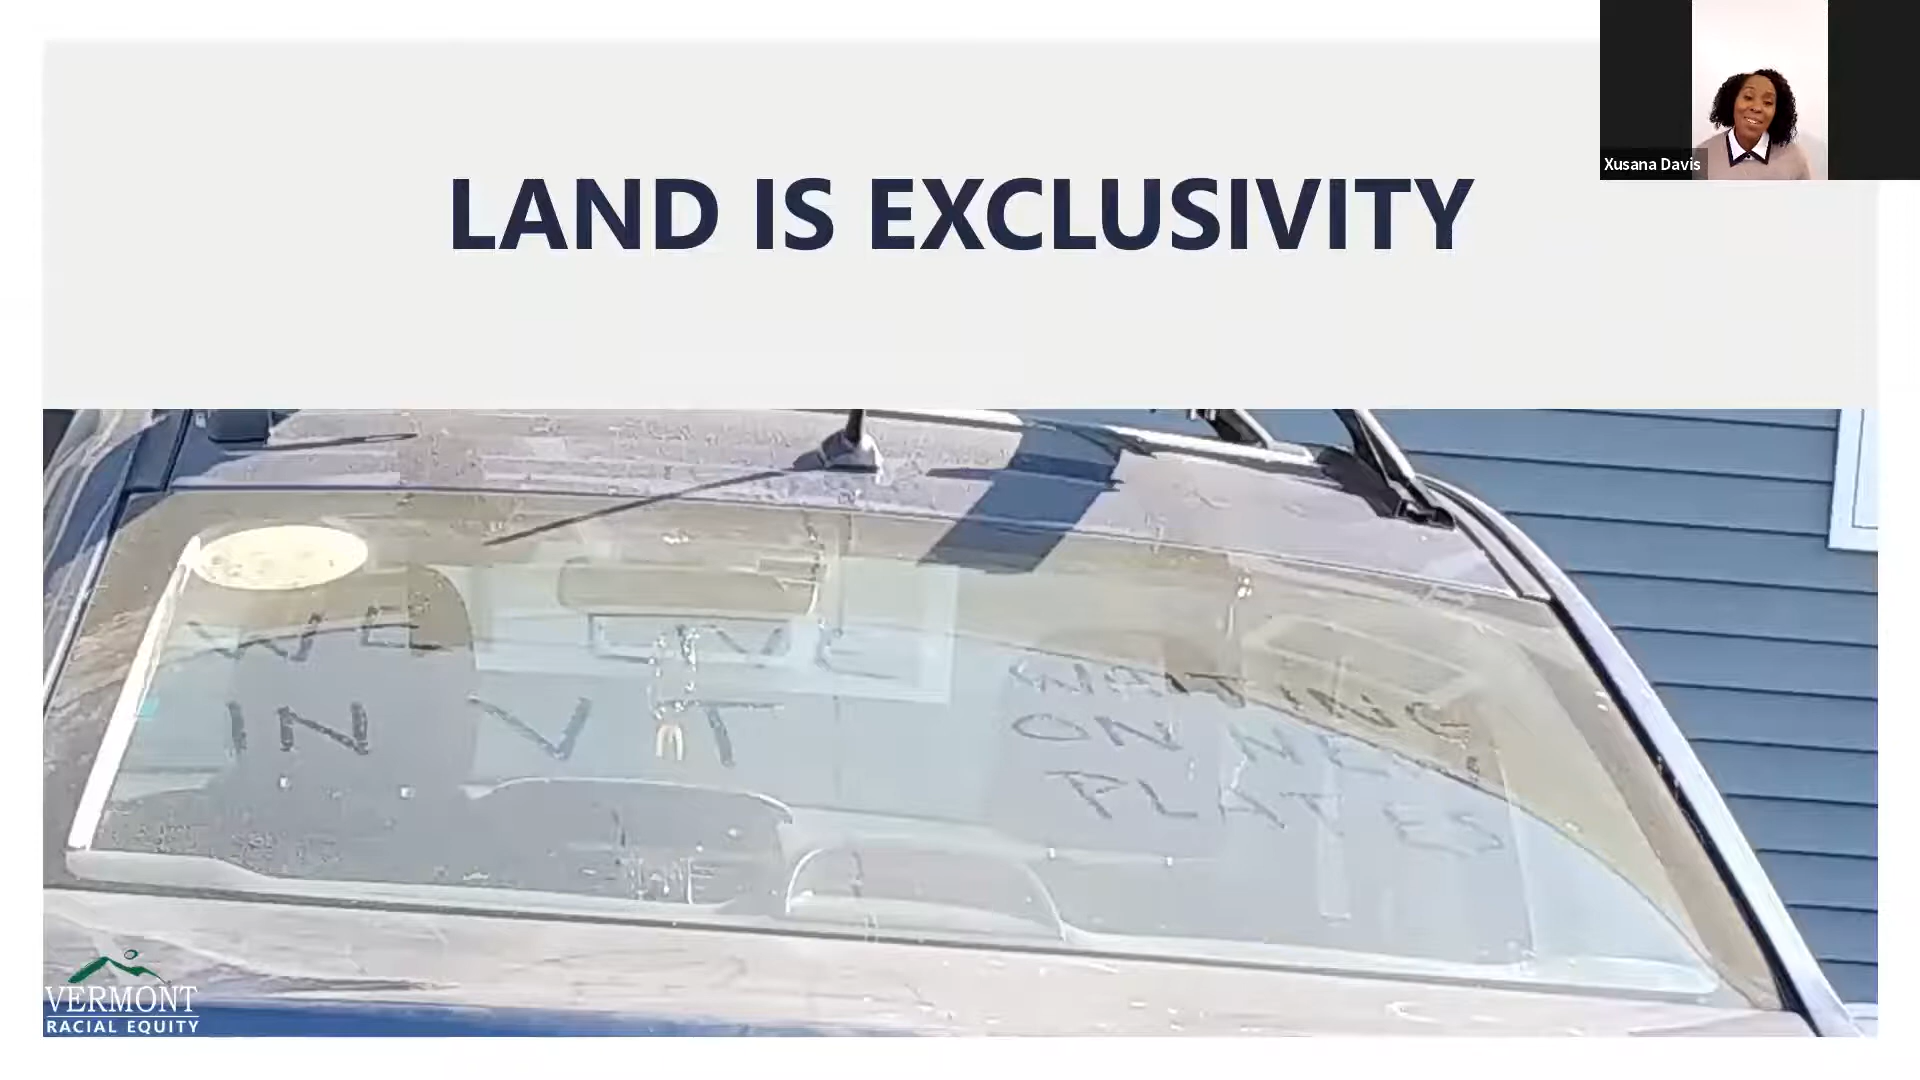 LAND IS EXCLUSIVITY
Xusana Davis
WE LIVE
IN VT
WAITING
ON NEW
PLATES
VERMONT
RACIAL EQUITY